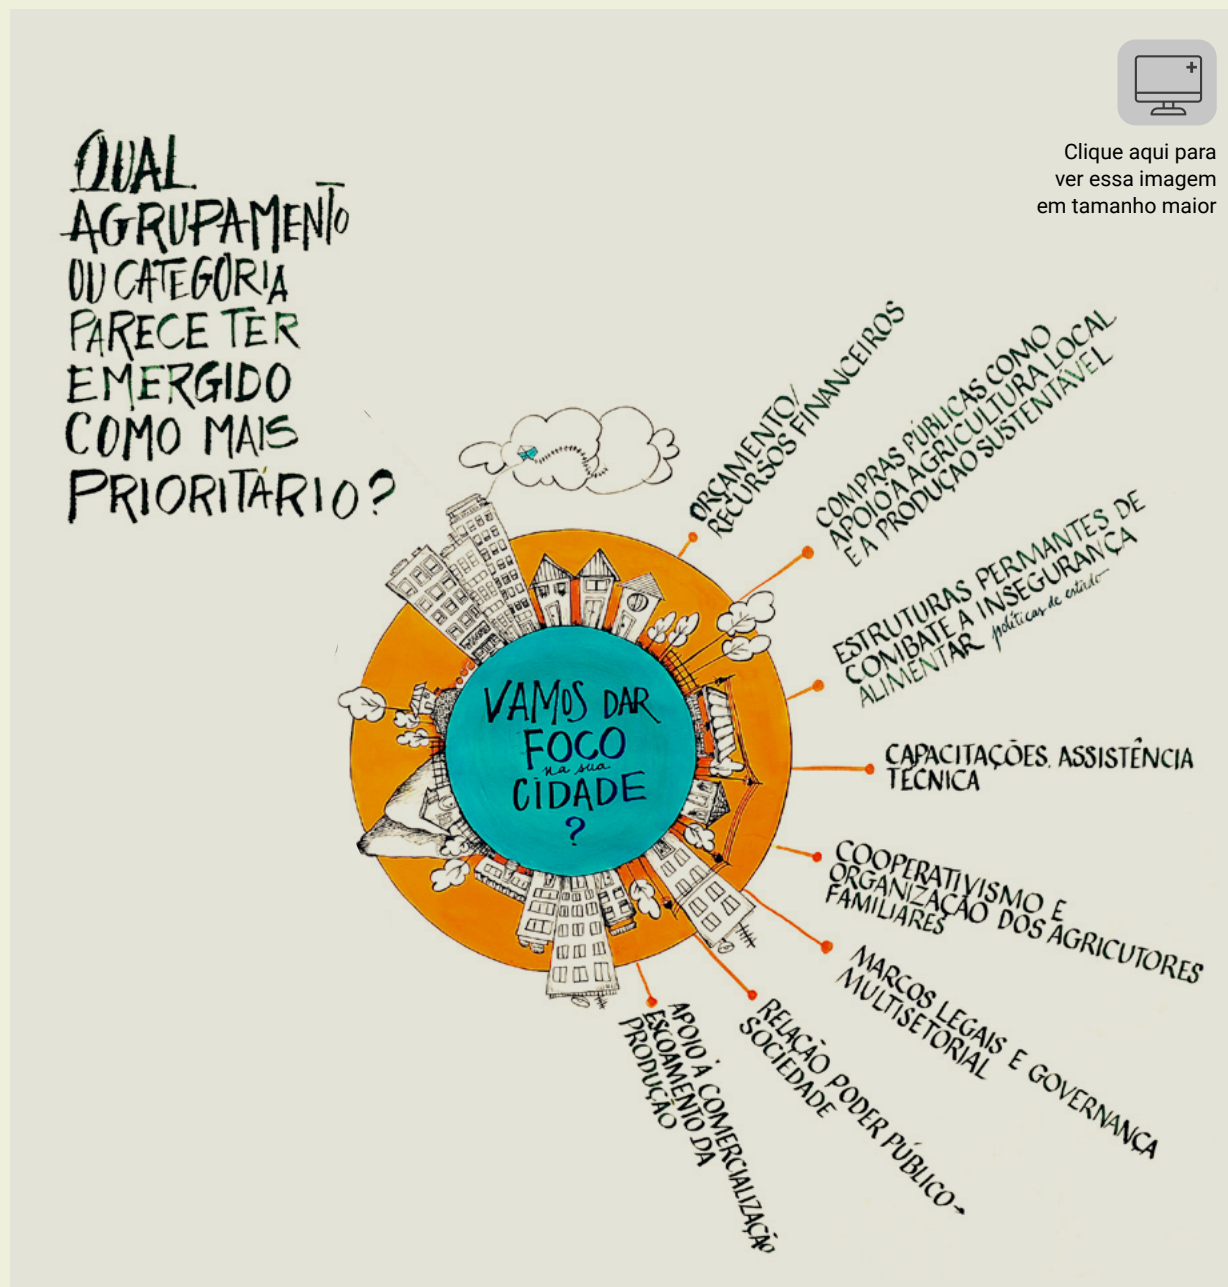 QUAL
AGRUPAMENTO
OU CATEGORIA
PARECE TER
EMERGIDO
COMO MAIS
PRIORITÁRIO?
Clique aqui para
ver essa imagem
em tamanho maior
ORÇAMENTO/
RECURSOS FINANCEIROS
COMPRAS PÚBLICAS COMO
APOIO À AGRICULTURA LOCAL
E A PRODUÇÃO SUSTENTÁVEL
ESTRUTURAS PERMANTES DE
COMBATE A INSEGURANÇA
ALIMENTAR políticas de estado
CAPACITAÇÕES. ASSISTÊNCIA
TÉCNICA
COOPERATIVISMO E
ORGANIZAÇÃO DOS AGRICUTORES
FAMILIARES
MARCOS LEGAIS E GOVERNANÇA
MULTISETORIAL
RELAÇÃO PODER PÚBLICO→
SOCIEDADE
APOIO À COMERCIALIZAÇÃO
ESCOAMENTO DA
PRODUÇÃO
VAMOS DAR
FOCO
na sua
CIDADE
?